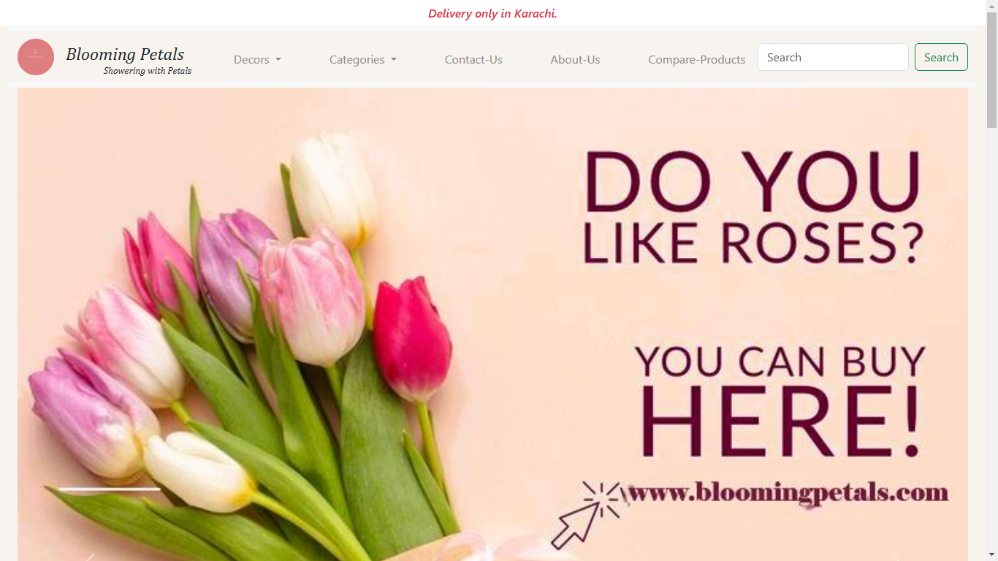 Delivery only in Karachi.
Blooming Petals
Showering with Petals
Decors
Categories
Contact-Us
About-Us
Compare-Products
Search
Search
DO YOU
LIKE ROSES?
YOU CAN BUY
HERE!
www.bloomingpetals.com